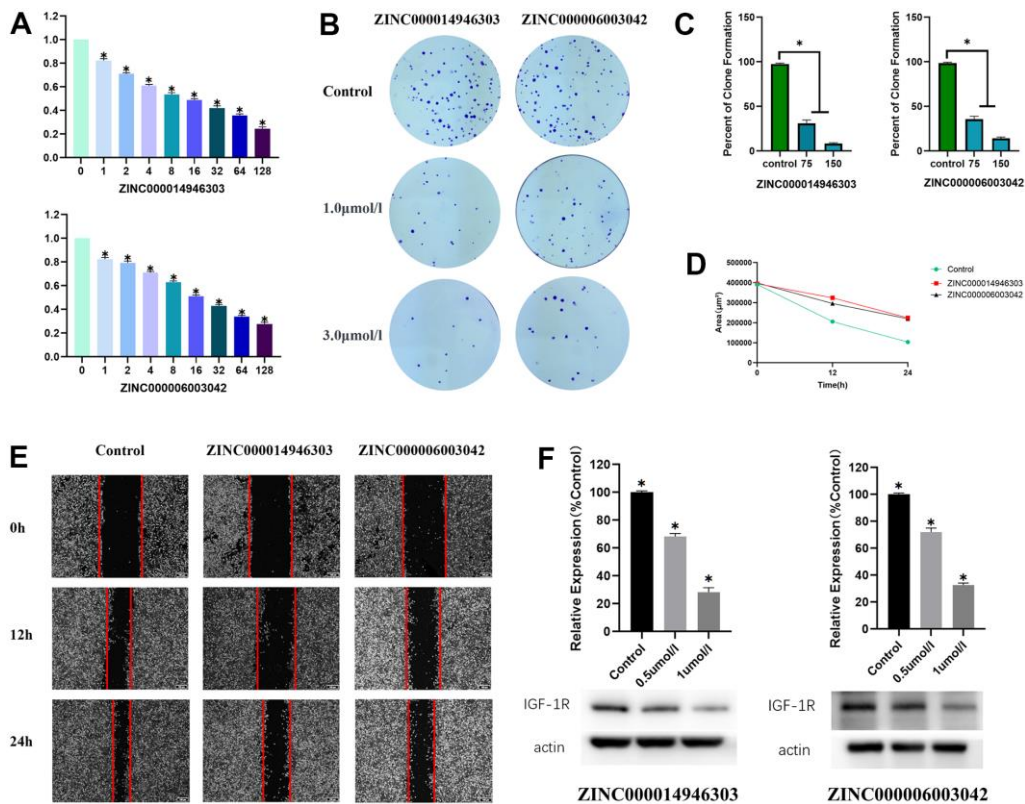 A
1.2
1.0
0.8
0.6
0.4
0.2
0.0
* * * * * * * *
0 1 2 4 8 16 32 64 128
ZINC000014946303
1.2
1.0
0.8
0.6
0.4
0.2
0.0
* * * * * * * *
0 1 2 4 8 16 32 64 128
ZINC000006003042
B
ZINC000014946303 ZINC000006003042
Control
1.0μmol/l
3.0μmol/l
C
Percent of Clone Formation
150
100
50
0
*
control 75 150
ZINC000014946303
Percent of Clone Formation
150
100
50
0
*
control 75 150
ZINC000006003042
D
Area(μm²)
500000
400000
300000
200000
100000
0
0 12 24
Time(h)
Control
ZINC000014946303
ZINC000006003042
E
Control ZINC000014946303 ZINC000006003042
0h
12h
24h
F
Relative Expression(%Control)
120
100
80
60
40
20
0
* * *
Control 0.5umol/l 1umol/l
IGF-1R
actin
ZINC000014946303
Relative Expression(%Control)
120
100
80
60
40
20
0
* * *
Control 0.5umol/l 1umol/l
IGF-1R
actin
ZINC000006003042